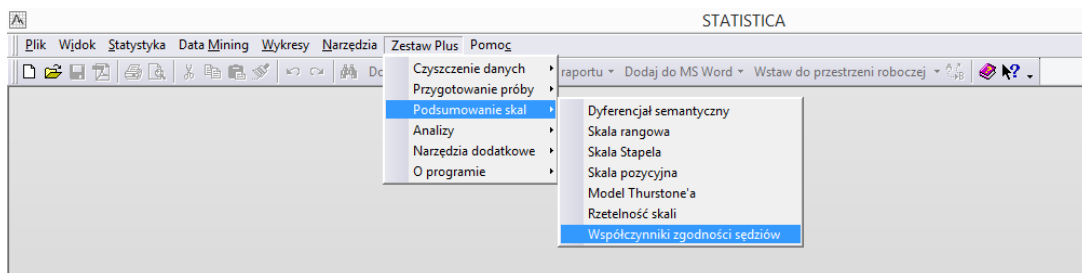 STATISTICA
Plik Widok Statystyka Data Mining Wykresy Narzędzia Zestaw Plus Pomoc
raportu Dodaj do MS Word Wstaw do przestrzeni roboczej
Czyszczenie danych
Przygotowanie próby
Podsumowanie skal
Analizy
Narzędzia dodatkowe
O programie
Dyferencjał semantyczny
Skala rangowa
Skala Stapela
Skala pozycyjna
Model Thurstone'a
Rzetelność skali
Współczynniki zgodności sędziów